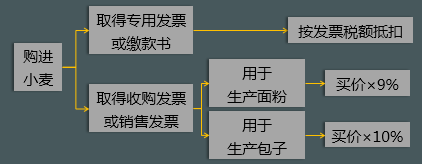 购进
小麦
取得专用发票
或缴款书
按发票税额抵扣
取得收购发票
或销售发票
用于
生产面粉
买价×9%
用于
生产包子
买价×10%